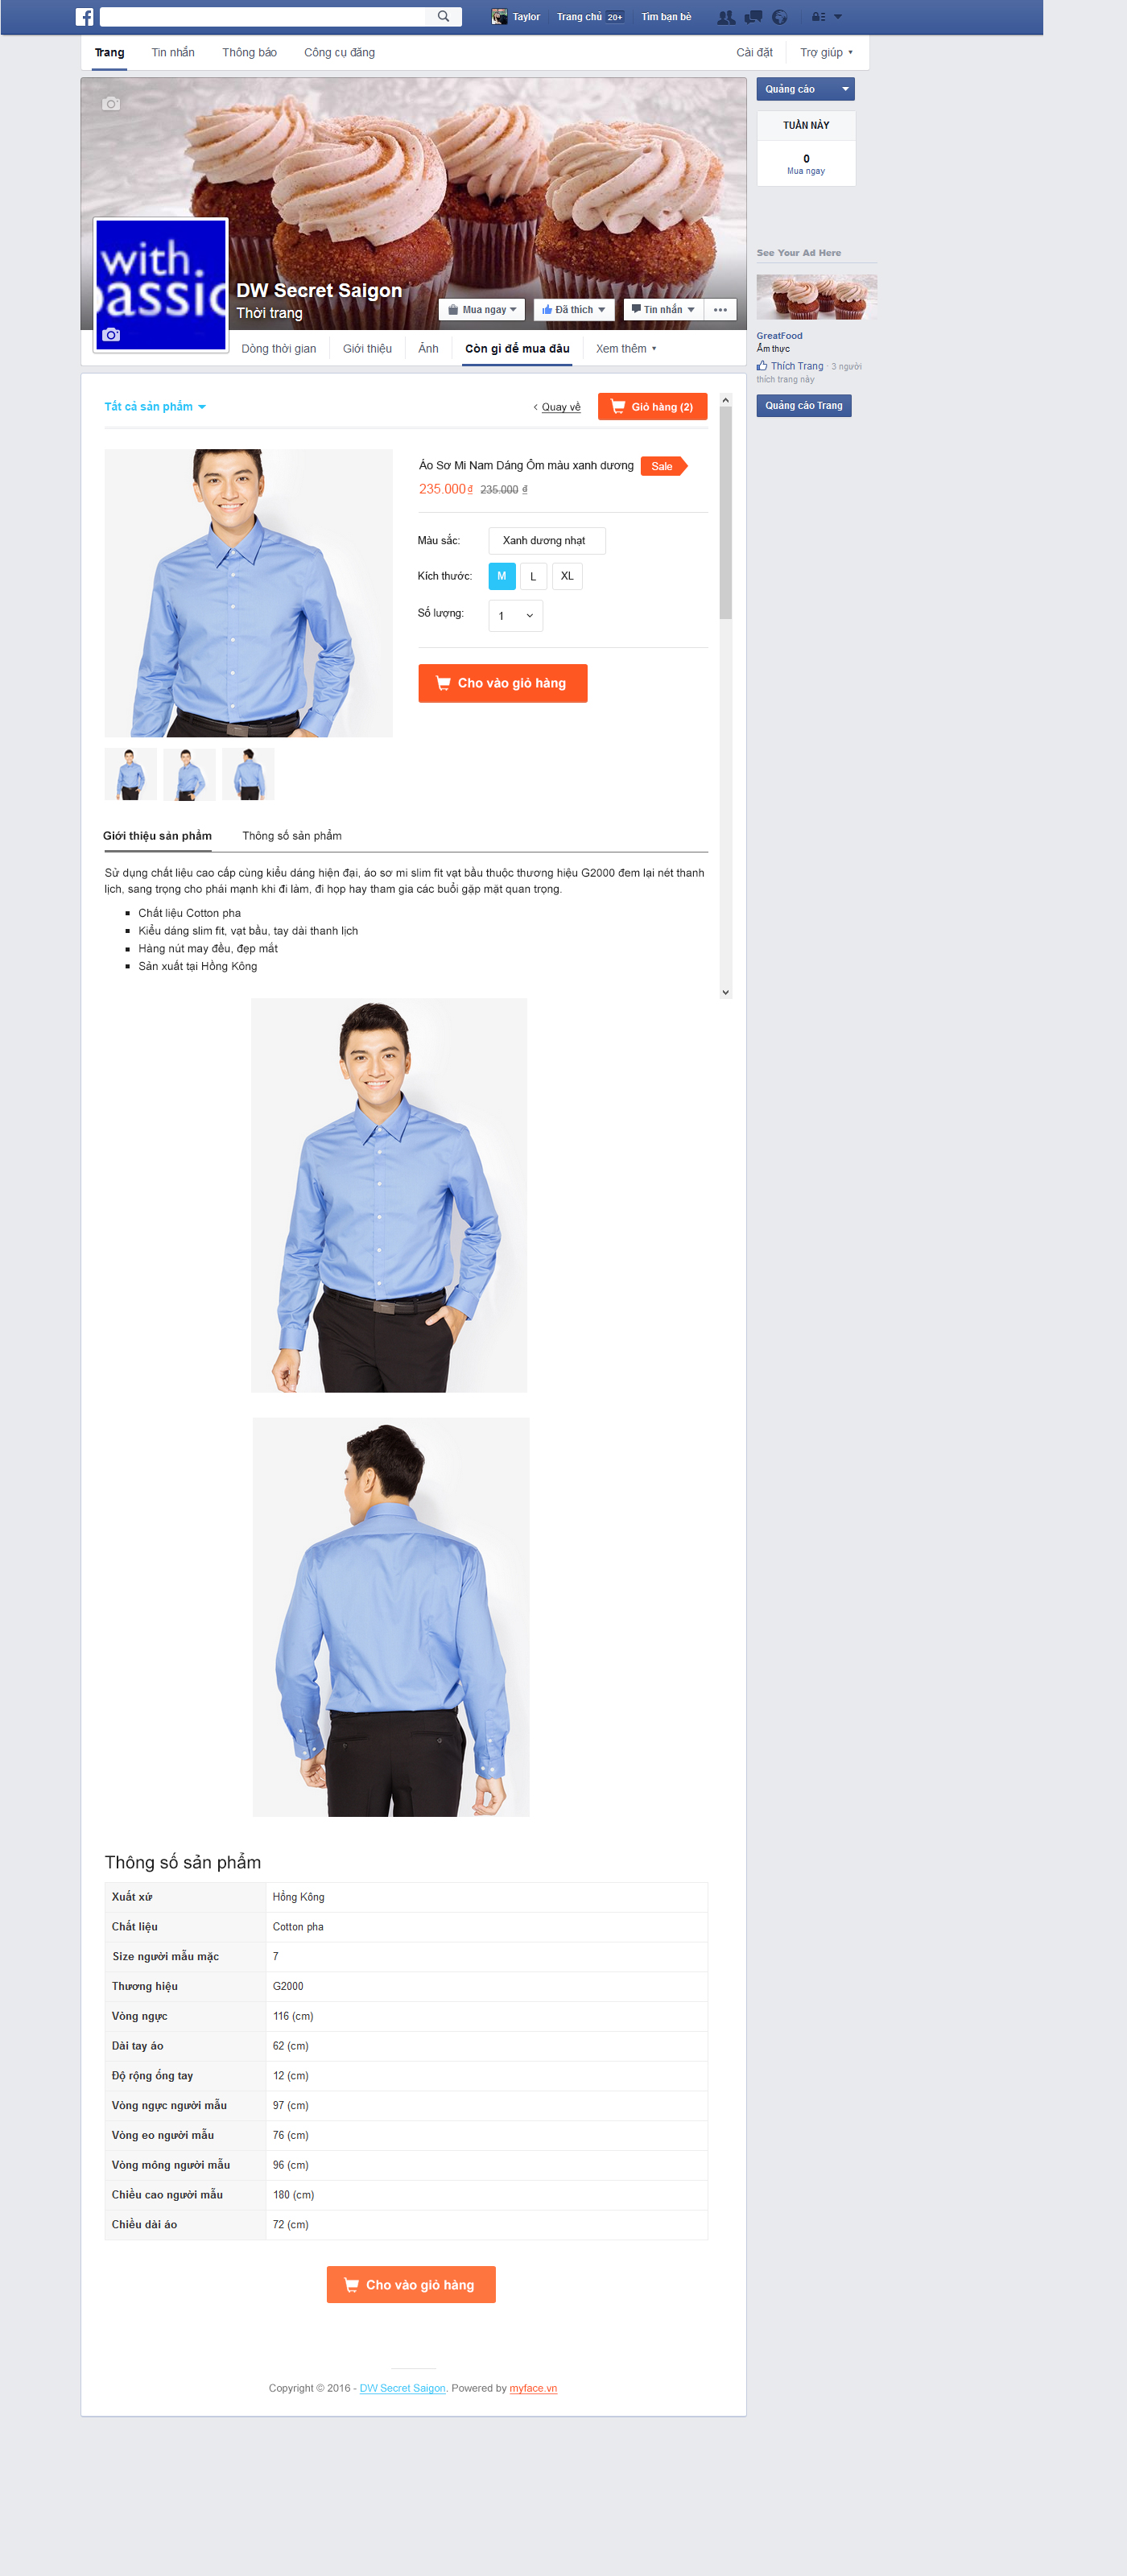 Taylor Trang chủ 20+ Tìm bạn bè
Trang Tin nhắn Thông báo Công cụ đăng Cài đặt Trợ giúp
Quảng cáo
TUẦN NÀY
0
Mua ngay
with.
passio
DW Secret Saigon
Thời trang
Mua ngay Đã thích Tin nhắn
Dòng thời gian Giới thiệu Ảnh Còn gì để mua đâu Xem thêm
See Your Ad Here
GreatFood
Ẩm thực
Thích Trang · 3 người
thích trang này
Quảng cáo Trang
Tất cả sản phẩm Quay về Giỏ hàng (2)
Áo Sơ Mi Nam Dáng Ôm màu xanh dương Sale
235.000₫ 235.000 ₫
Màu sắc: Xanh dương nhạt
Kích thước: M L XL
Số lượng: 1
Cho vào giỏ hàng
Giới thiệu sản phẩm Thông số sản phẩm
Sử dụng chất liệu cao cấp cùng kiểu dáng hiện đại, áo sơ mi slim fit vạt bầu thuộc thương hiệu G2000 đem lại nét thanh
lịch, sang trọng cho phái mạnh khi đi làm, đi họp hay tham gia các buổi gặp mặt quan trọng.
Chất liệu Cotton pha
Kiểu dáng slim fit, vạt bầu, tay dài thanh lịch
Hàng nút may đều, đẹp mắt
Sản xuất tại Hồng Kông
Thông số sản phẩm
Xuất xứ Hồng Kông
Chất liệu Cotton pha
Size người mẫu mặc 7
Thương hiệu G2000
Vòng ngực 116 (cm)
Dài tay áo 62 (cm)
Độ rộng ống tay 12 (cm)
Vòng ngực người mẫu 97 (cm)
Vòng eo người mẫu 76 (cm)
Vòng mông người mẫu 96 (cm)
Chiều cao người mẫu 180 (cm)
Chiều dài áo 72 (cm)
Cho vào giỏ hàng
Copyright © 2016 - DW Secret Saigon. Powered by myface.vn